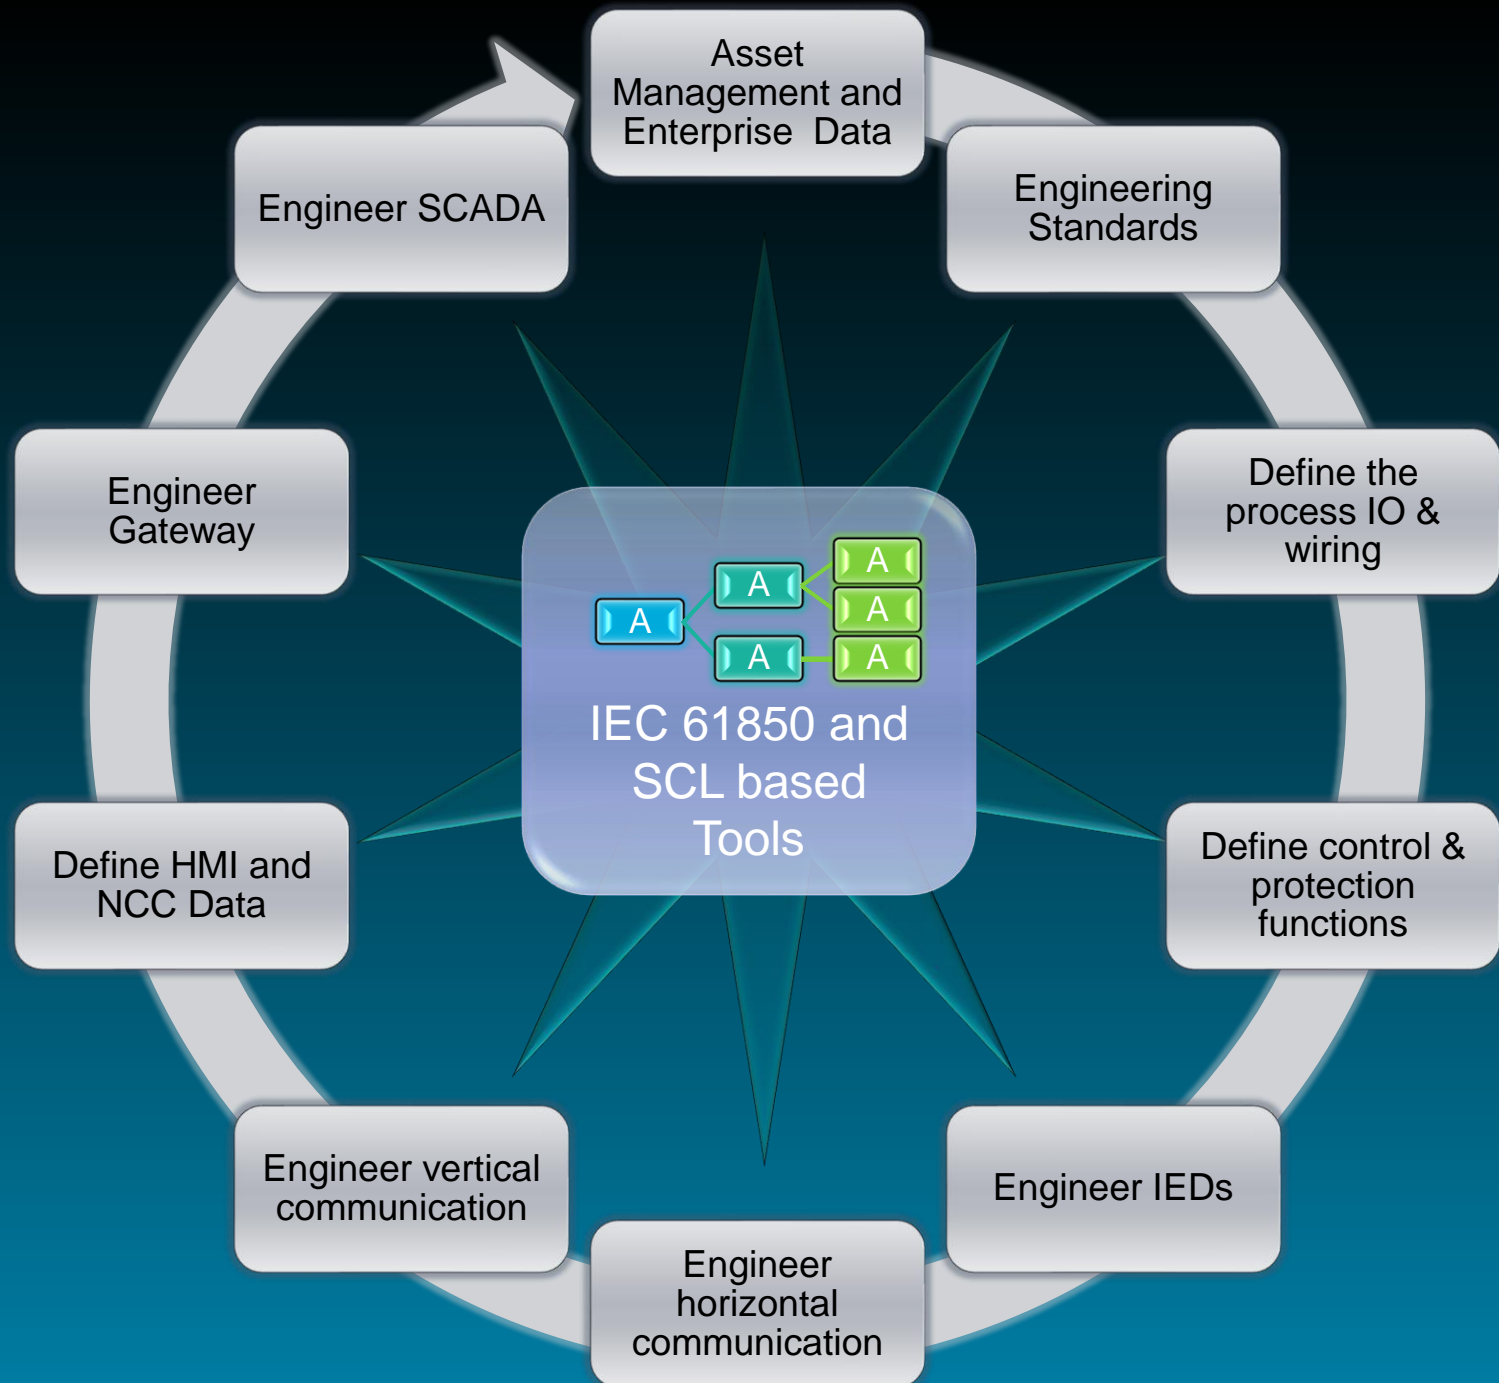 Asset
Management and
Enterprise Data
Engineering
Standards
Define the
process IO &
wiring
Define control &
protection
functions
Engineer IEDs
Engineer
horizontal
communication
Engineer vertical
communication
Define HMI and
NCC Data
Engineer
Gateway
Engineer SCADA
A
A
A
A
A
A
IEC 61850 and
SCL based
Tools